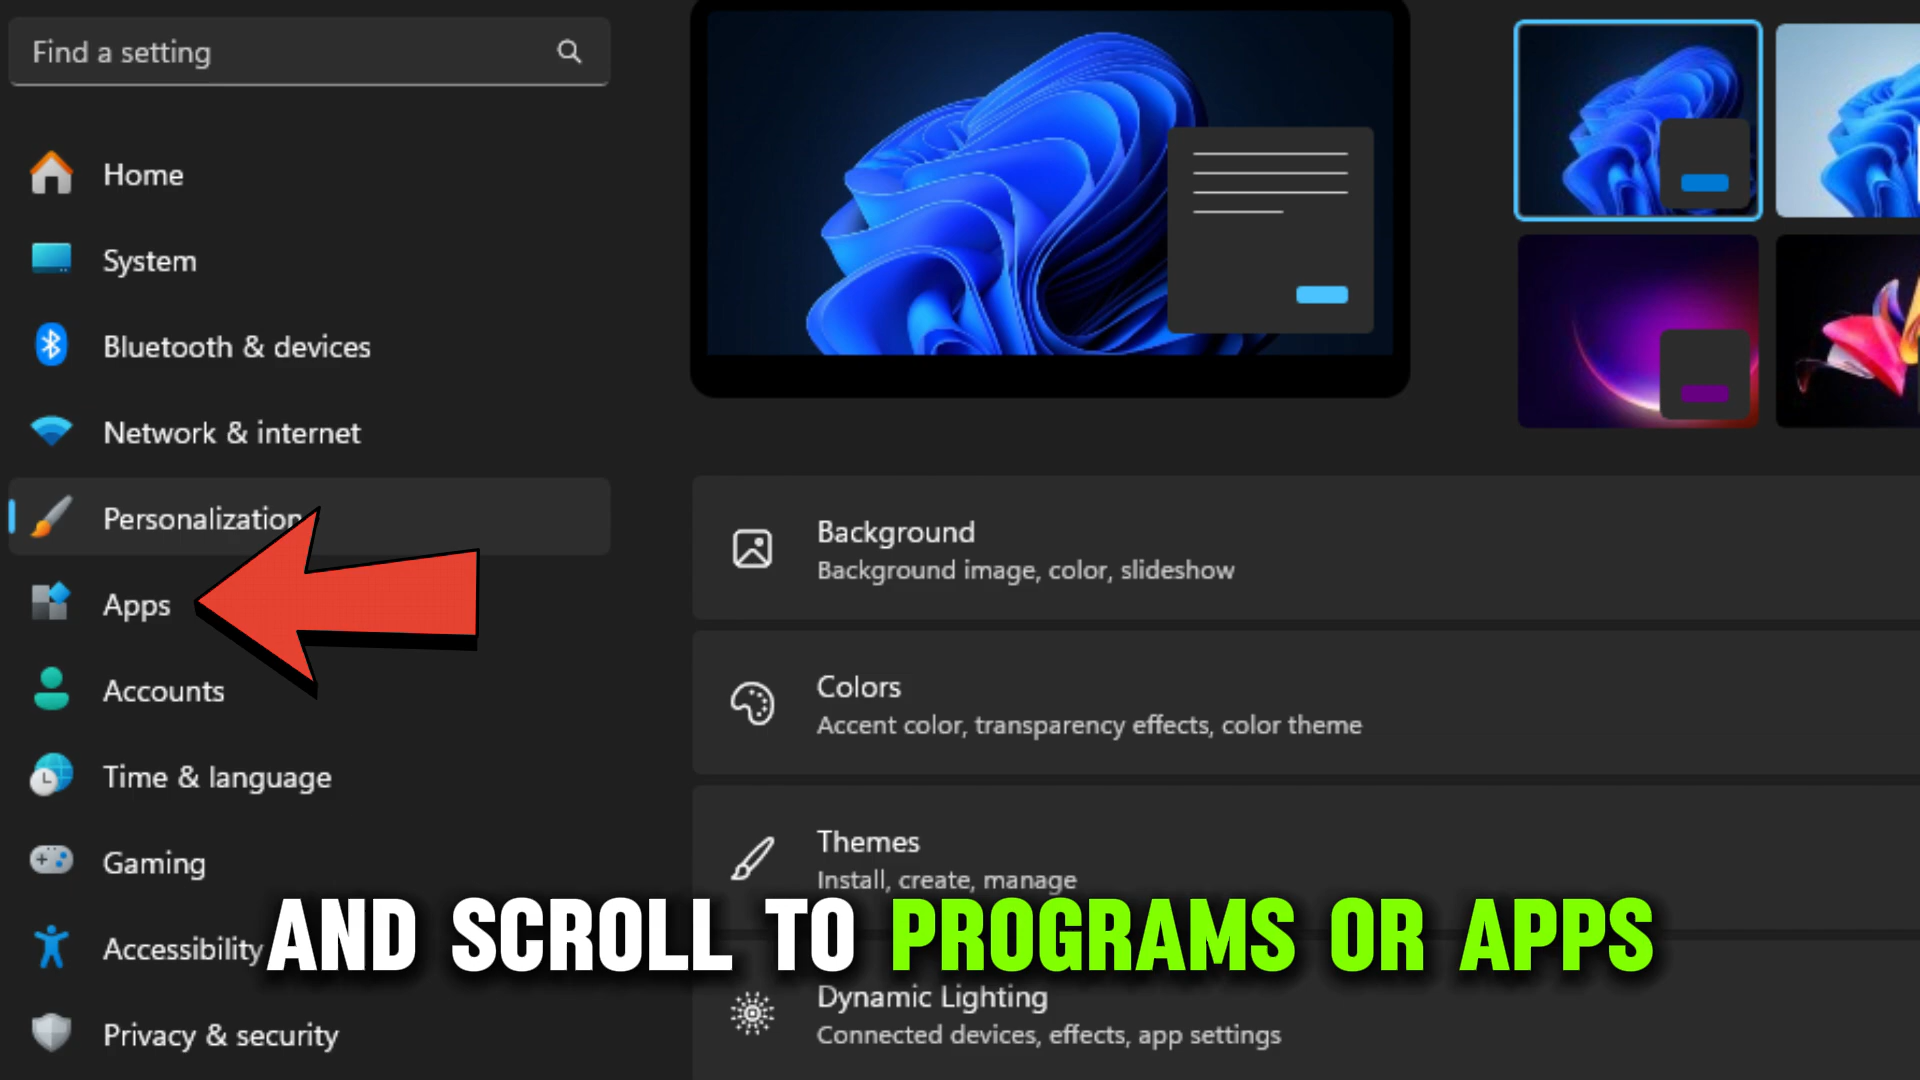 Find a setting
Home
System
Bluetooth & devices
Network & internet
Personalization
Apps
Accounts
Time & language
Gaming
Accessibility
Privacy & security
Background
Background image, color, slideshow
Colors
Accent color, transparency effects, color theme
Themes
Install, create, manage
AND SCROLL TO PROGRAMS OR APPS
Dynamic Lighting
Connected devices, effects, app settings